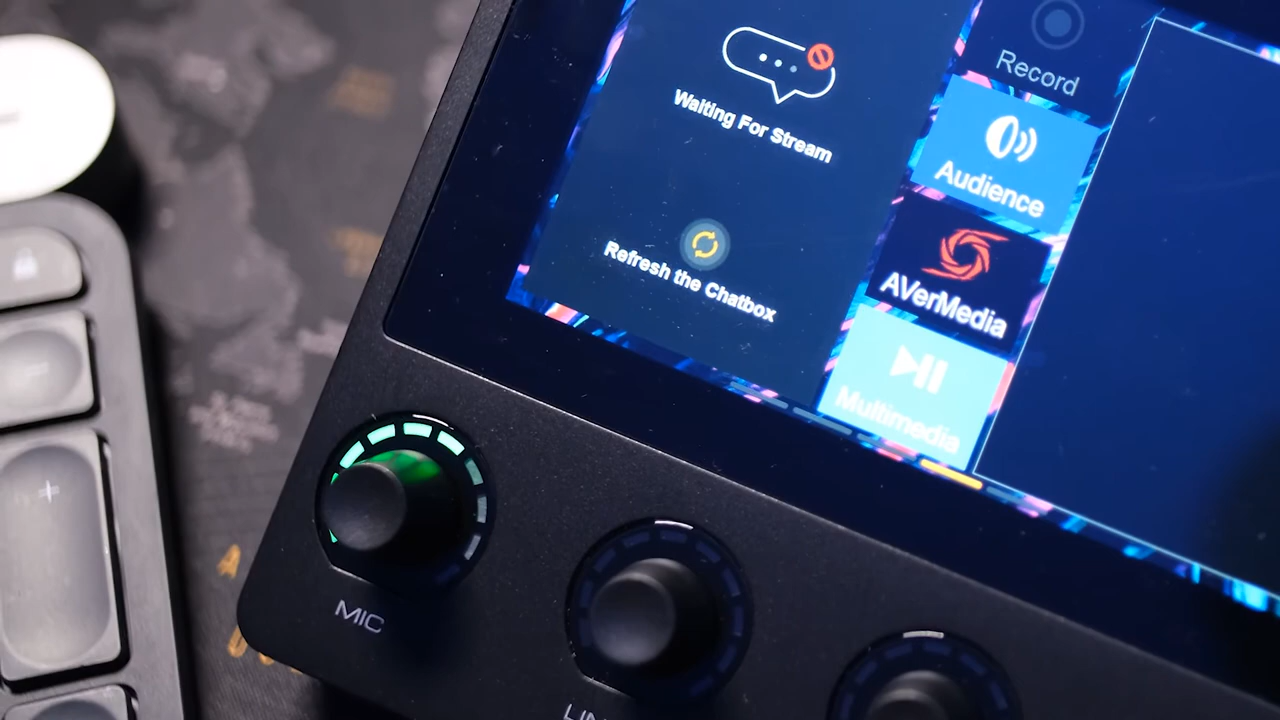 Record
Waiting For Stream
Audience
Refresh the Chatbox
AVerMedia
Multimedia
+
MIC